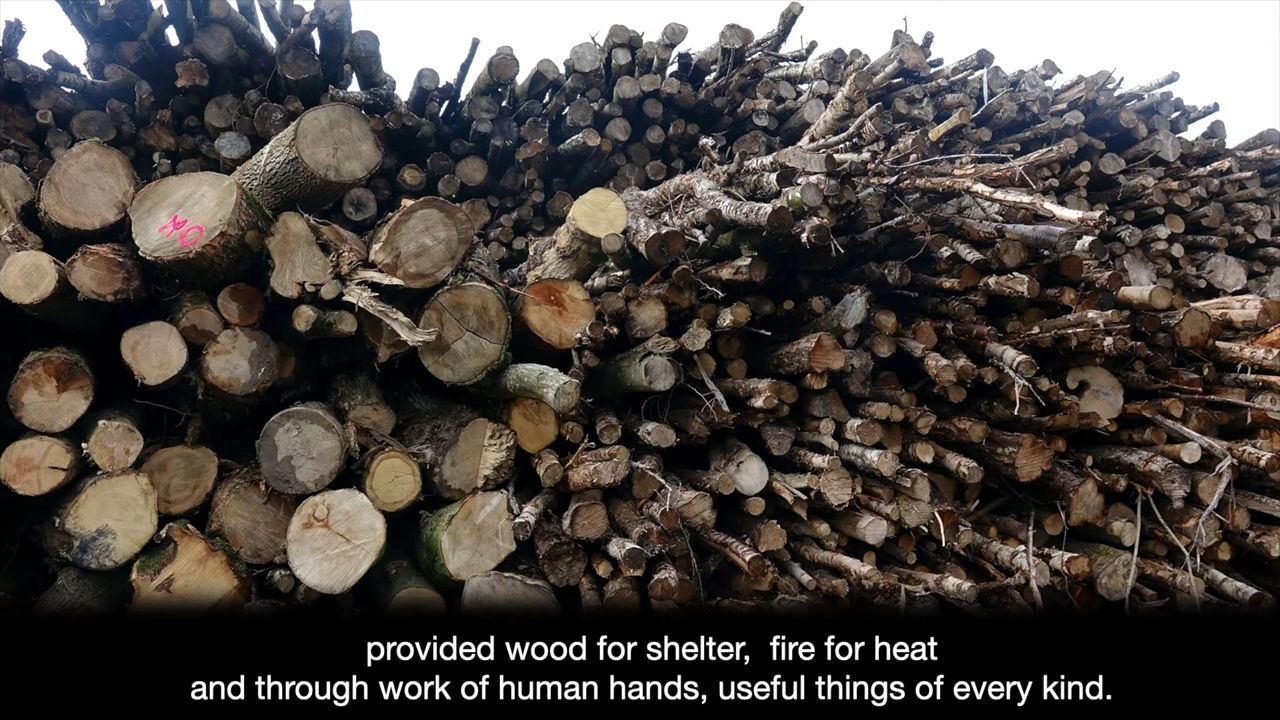 provided wood for shelter,  fire for heat
and through work of human hands, useful things of every kind.